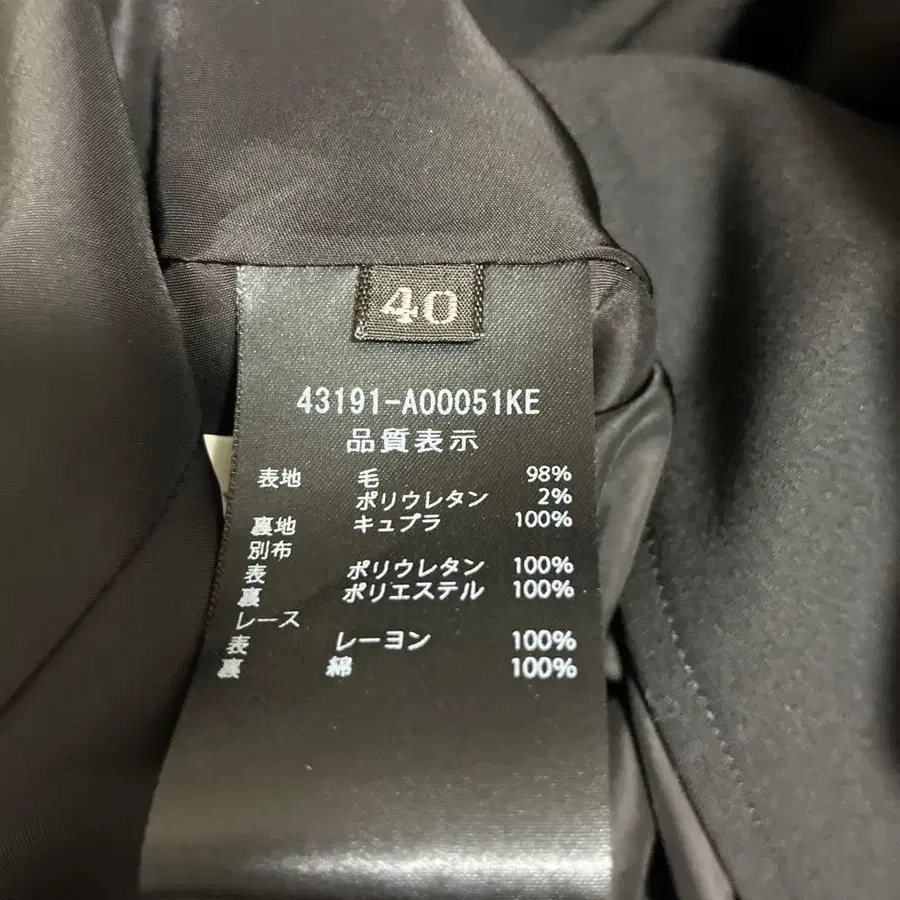 40
43191-A00051KE
品質表示
表地 毛 98%
ポリウレタン 2%
裏地 キュプラ 100%
別布
表 ポリウレタン 100%
裏 ポリエステル 100%
レース
表 レーヨン 100%
裏 綿 100%